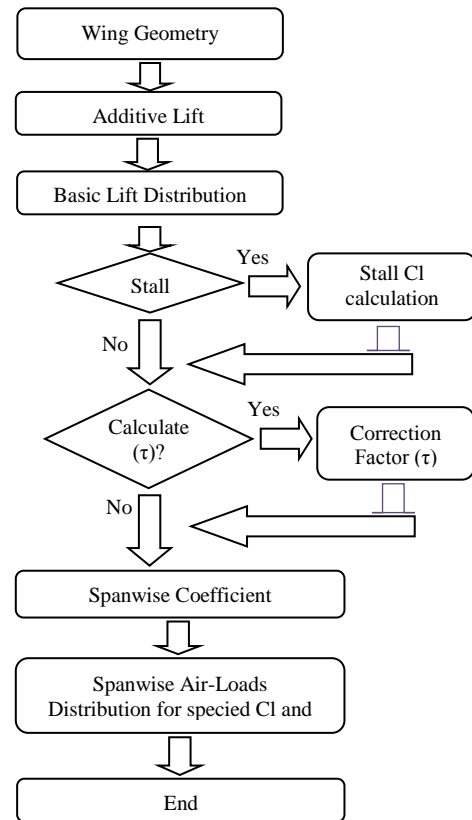 Wing Geometry
Additive Lift
Basic Lift Distribution
Stall
Yes
Stall Cl
calculation
No
Calculate
(τ)?
Yes
Correction
Factor (τ)
No
Spanwise Coefficient
Spanwise Air-Loads
Distribution for specied Cl and
End